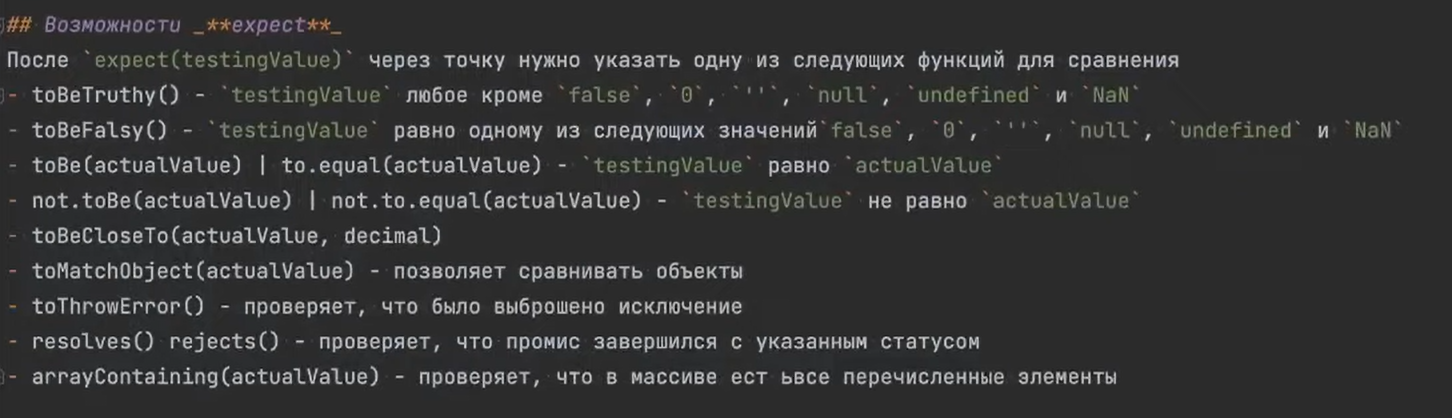 ## Возможности _**expect**_
После `expect(testingValue)` через точку нужно указать одну из следующих функций для сравнения
- toBeTruthy() - `testingValue` любое кроме `false`, `0`, `''`, `null`, `undefined` и `NaN`
- toBeFalsy() - `testingValue` равно одному из следующих значений`false`, `0`, `''`, `null`, `undefined` и `NaN`
- toBe(actualValue) | to.equal(actualValue) - `testingValue` равно `actualValue`
- not.toBe(actualValue) | not.to.equal(actualValue) - `testingValue` не равно `actualValue`
- toBeCloseTo(actualValue, decimal)
- toMatchObject(actualValue) - позволяет сравнивать объекты
- toThrowError() - проверяет, что было выброшено исключение
- resolves() rejects() - проверяет, что промис завершился с указанным статусом
- arrayContaining(actualValue) - проверяет, что в массиве ест ьвсе перечисленные элементы